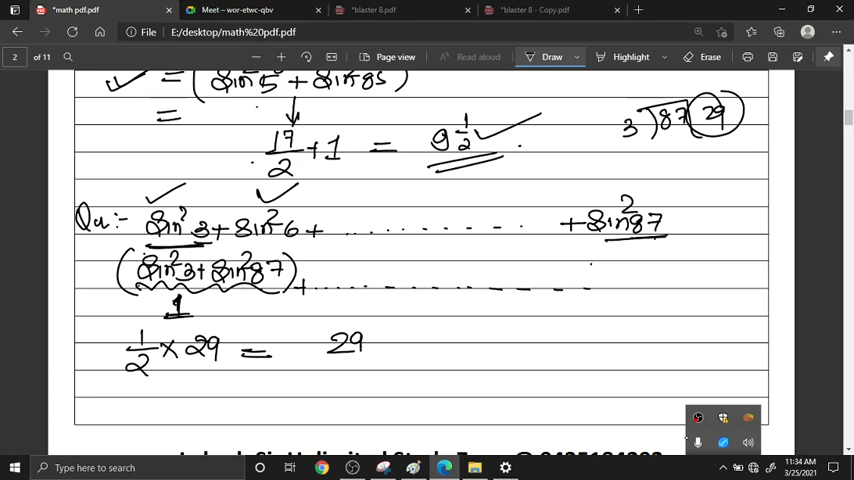 *math pdf.pdf
Meet – wor-etwc-qbv
*blaster 8.pdf
*blaster 8 - Copy.pdf
File | E:/desktop/math%20pdf.pdf
2 of 11
Page view
Read aloud
Draw
Highlight
Erase
= (Sin²5 + Sin²85)
=
17/2 + 1 = 9 1/2
3)87(29
Qu:- Sin²3 + Sin²6 + ............ + Sin²87
(Sin²3 + Sin²87) + ............
1
1/2 × 29 = 29
Type here to search
11:34 AM
3/25/2021